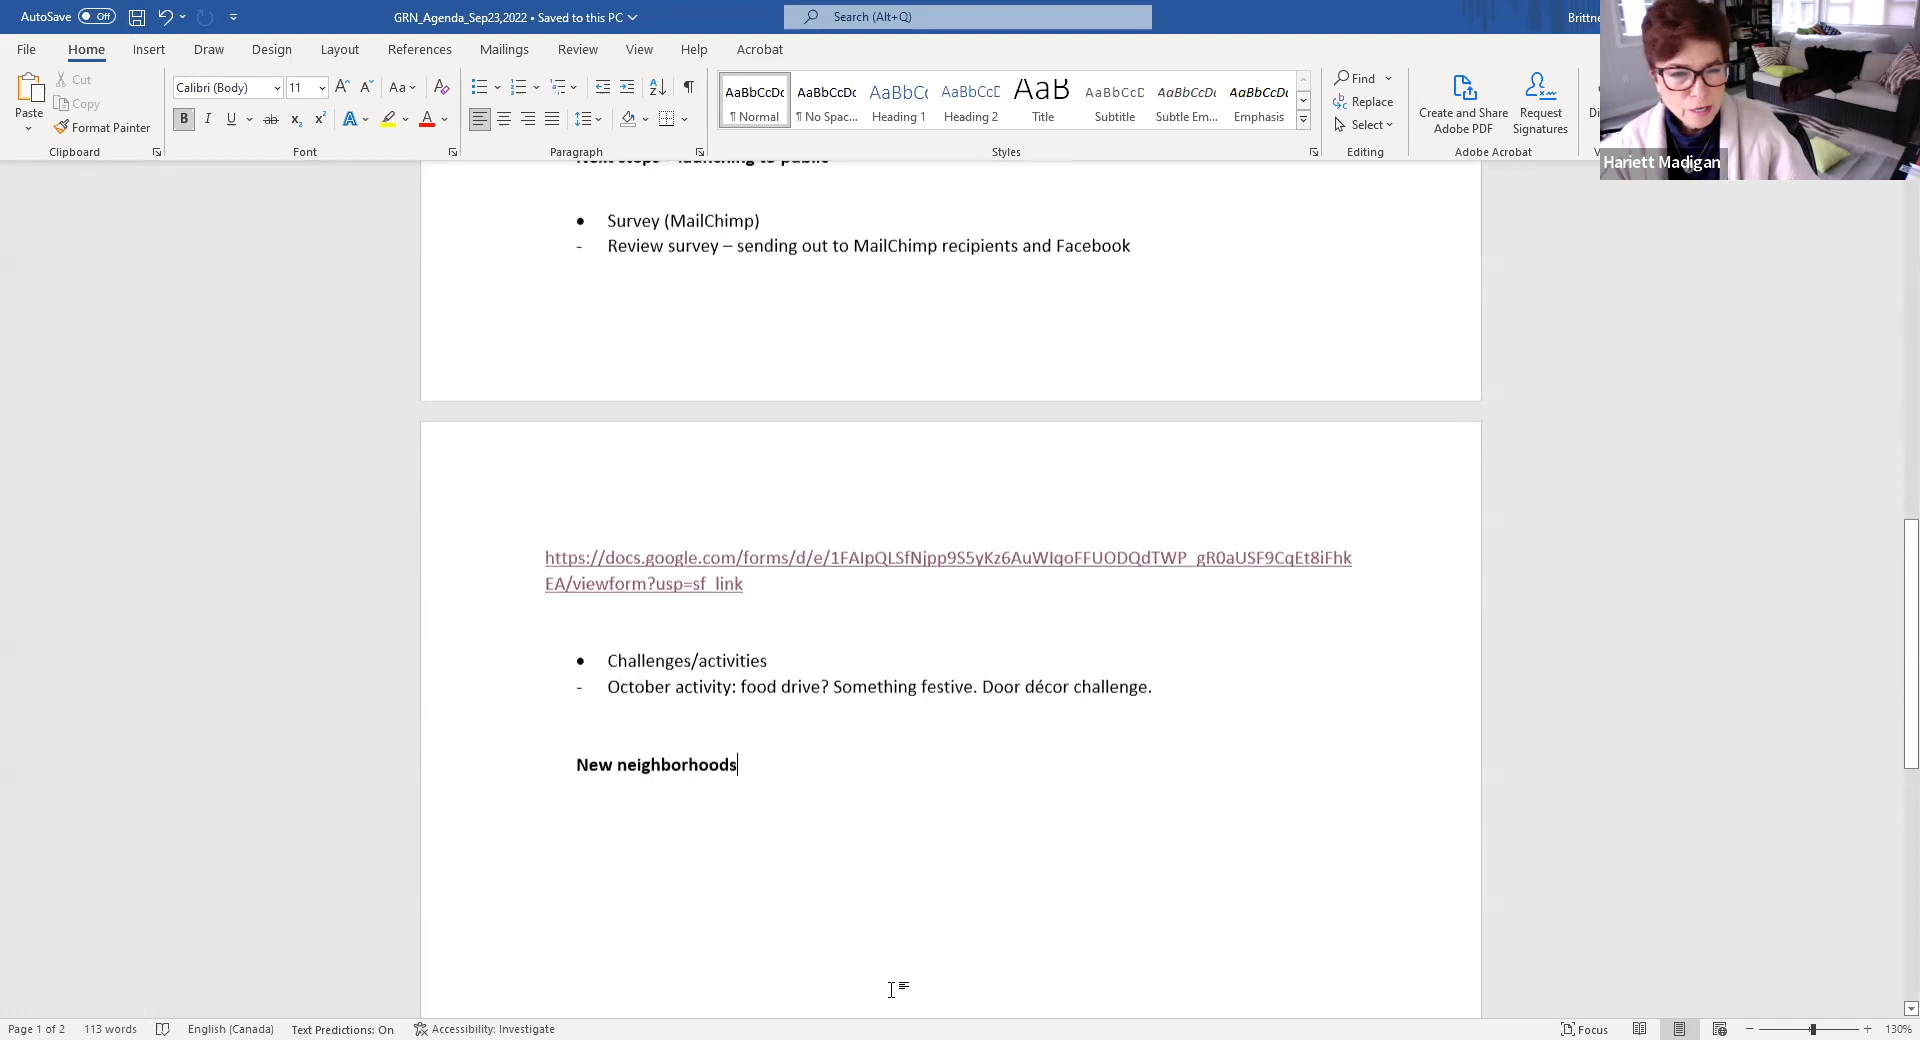 AutoSave Off GRN_Agenda_Sep23,2022 • Saved to this PC Search (Alt+Q) Brittne
File Home Insert Draw Design Layout References Mailings Review View Help Acrobat
Paste Cut Copy Format Painter
Calibri (Body) 11 Aa
AaBbCcDc AaBbCcDc AaBbCc AaBbCcD AaB AaBbCcD AaBbCcDc AaBbCcDc
¶ Normal ¶ No Spac... Heading 1 Heading 2 Title Subtitle Subtle Em... Emphasis
Find Replace Select
Create and Share Adobe PDF Request Signatures
Clipboard Font Paragraph Styles Editing Adobe Acrobat
Hariett Madigan
Next steps – launching to public
• Survey (MailChimp)
- Review survey – sending out to MailChimp recipients and Facebook
https://docs.google.com/forms/d/e/1FAIpQLSfNjpp9S5yKz6AuWIqoFFUODQdTWP_gR0aUSF9CqEt8iFhk
EA/viewform?usp=sf_link
• Challenges/activities
- October activity: food drive? Something festive. Door décor challenge.
New neighborhoods
Page 1 of 2 113 words English (Canada) Text Predictions: On Accessibility: Investigate Focus 130%